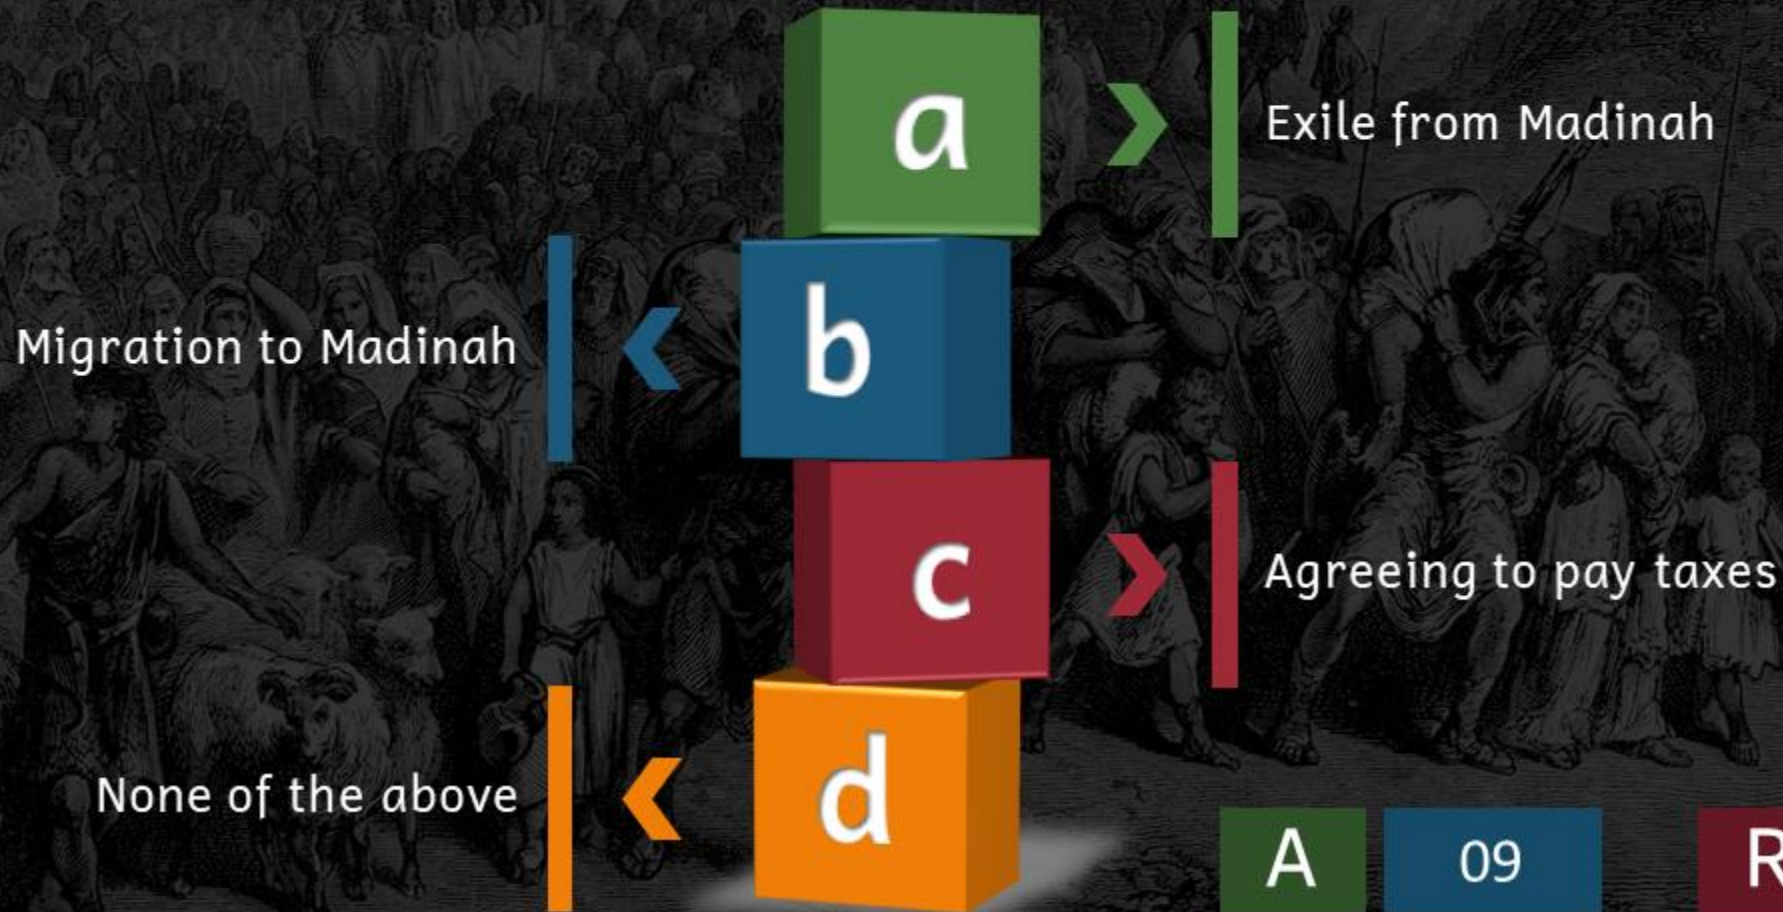 a
Exile from Madinah
Migration to Madinah
b
c
Agreeing to pay taxes
None of the above
d
A
09
R